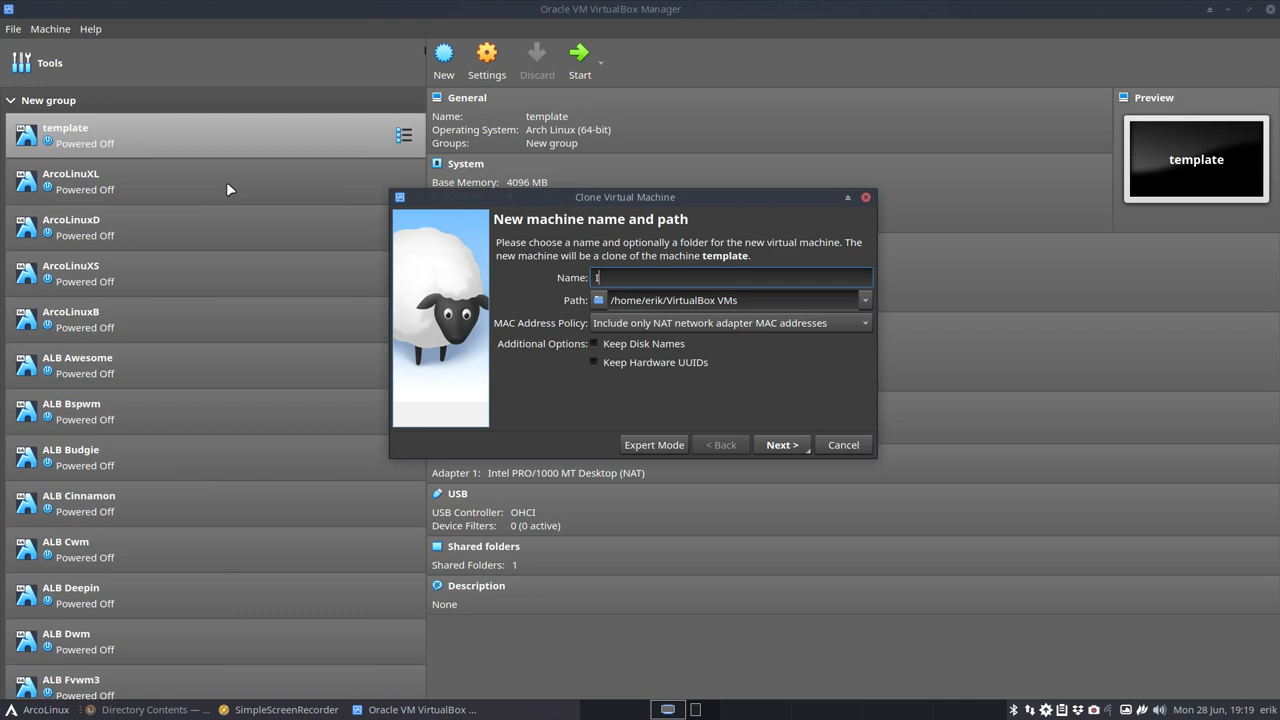 Oracle VM VirtualBox Manager
File Machine Help
Tools
New Settings Discard Start
New group
template
Powered Off
ArcoLinuXL
Powered Off
ArcoLinuxD
Powered Off
ArcoLinuXS
Powered Off
ArcoLinuxB
Powered Off
ALB Awesome
Powered Off
ALB Bspwm
Powered Off
ALB Budgie
Powered Off
ALB Cinnamon
Powered Off
ALB Cwm
Powered Off
ALB Deepin
Powered Off
ALB Dwm
Powered Off
ALB Fvwm3
Powered Off
General
Name: template
Operating System: Arch Linux (64-bit)
Groups: New group
System
Base Memory: 4096 MB
Preview
template
Clone Virtual Machine
New machine name and path
Please choose a name and optionally a folder for the new virtual machine. The
new machine will be a clone of the machine template.
Name:
Path: /home/erik/VirtualBox VMs
MAC Address Policy: Include only NAT network adapter MAC addresses
Additional Options: Keep Disk Names
Keep Hardware UUIDs
Expert Mode < Back Next > Cancel
Adapter 1: Intel PRO/1000 MT Desktop (NAT)
USB
USB Controller: OHCI
Device Filters: 0 (0 active)
Shared folders
Shared Folders: 1
Description
None
ArcoLinux Directory Contents — ... SimpleScreenRecorder Oracle VM VirtualBox ... Mon 28 Jun, 19:19 erik